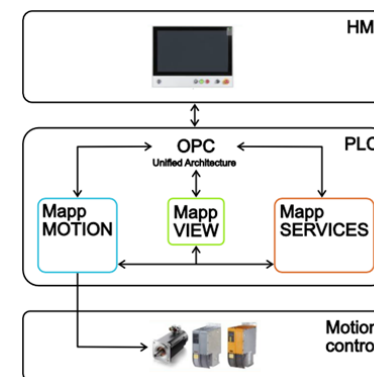 HM
OPC
PLC
Unified Architecture
Mapp
MOTION
Mapp
VIEW
Mapp
SERVICES
Motion
contro